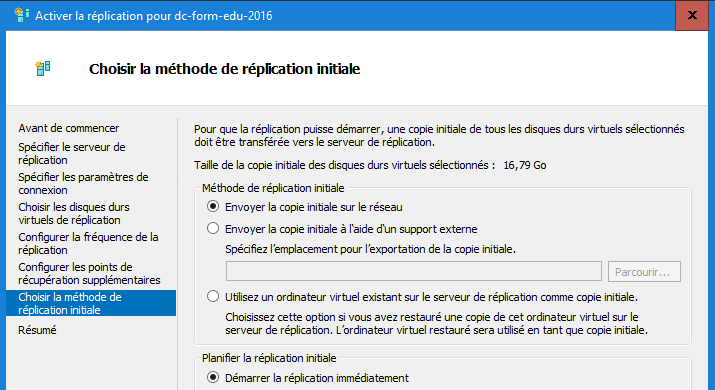 Activer la réplication pour dc-form-edu-2016
Choisir la méthode de réplication initiale
Avant de commencer
Spécifier le serveur de
réplication
Spécifier les paramètres de
connexion
Choisir les disques durs
virtuels de réplication
Configurer la fréquence de la
réplication
Configurer les points de
récupération supplémentaires
Choisir la méthode de
réplication initiale
Résumé
Pour que la réplication puisse démarrer, une copie initiale de tous les disques durs virtuels sélectionnés
doit être transférée vers le serveur de réplication.
Taille de la copie initiale des disques durs virtuels sélectionnés : 16,79 Go
Méthode de réplication initiale
Envoyer la copie initiale sur le réseau
Envoyer la copie initiale à l'aide d'un support externe
Spécifiez l'emplacement pour l'exportation de la copie initiale.
Parcourir...
Utilisez un ordinateur virtuel existant sur le serveur de réplication comme copie initiale.
Choisissez cette option si vous avez restauré une copie de cet ordinateur virtuel sur le
serveur de réplication. L'ordinateur virtuel restauré sera utilisé en tant que copie initiale.
Planifier la réplication initiale
Démarrer la réplication immédiatement